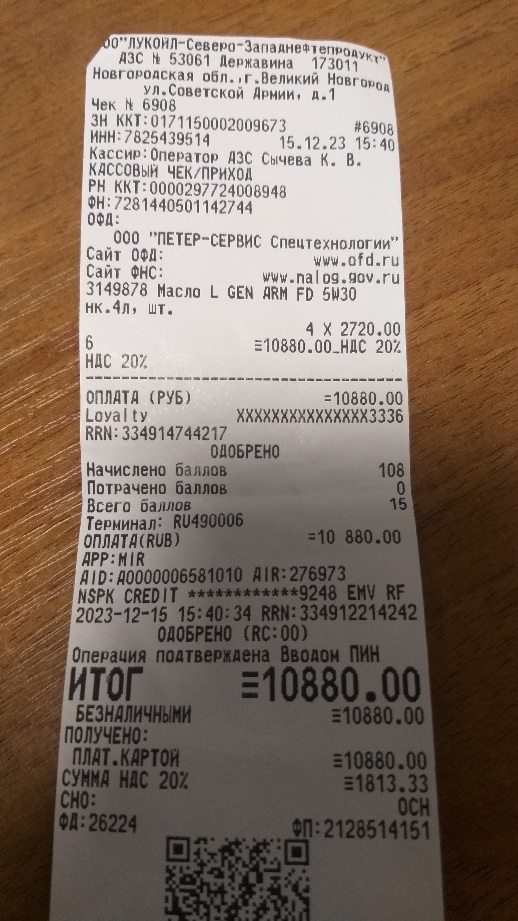 ОО"ЛУКОЙЛ-Северо-Западнефтепродукт"
АЗС № 53061 Державина 173011
Новгородская обл.,г.Великий Новгород
ул.Советской Армии, д.1
Чек № 6908
ЗН ККТ:0171150002009673 #6908
ИНН:7825439514 15.12.23 15:40
Кассир:Оператор АЗС Сычева К. В.
КАССОВЫЙ ЧЕК/ПРИХОД
РН ККТ:0000297724008948
ФН:7281440501142744
ОФД:
ООО "ПЕТЕР-СЕРВИС Спецтехнологии"
Сайт ОФД: www.ofd.ru
Сайт ФНС: www.nalog.gov.ru
3149878 Масло L GEN ARM FD 5W30
нк.4л, шт.
4 X 2720.00
6 ≡10880.00_НДС 20%
НДС 20%
ОПЛАТА (РУБ) =10880.00
Loyalty XXXXXXXXXXXXXXX3336
RRN:334914744217
ОДОБРЕНО
Начислено баллов 108
Потрачено баллов 0
Всего баллов 15
Терминал: RU490006
ОПЛАТА(RUB) =10 880.00
APP:MIR
AID:A0000006581010 AIR:276973
NSPK CREDIT ************9248 EMV RF
2023-12-15 15:40:34 RRN:334912214242
ОДОБРЕНО (RC:00)
Операция подтверждена Вводом ПИН
ИТОГ ≡10880.00
БЕЗНАЛИЧНЫМИ ≡10880.00
ПОЛУЧЕНО:
ПЛАТ.КАРТОЙ ≡10880.00
СУММА НДС 20% ≡1813.33
СНО: ОСН
ФД:26224 ФП:2128514151